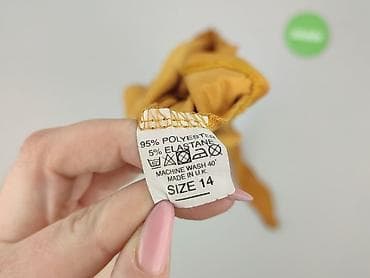 95% POLYESTER
5% ELASTANE
MACHINE WASH 40°
MADE IN U.K.
SIZE 14